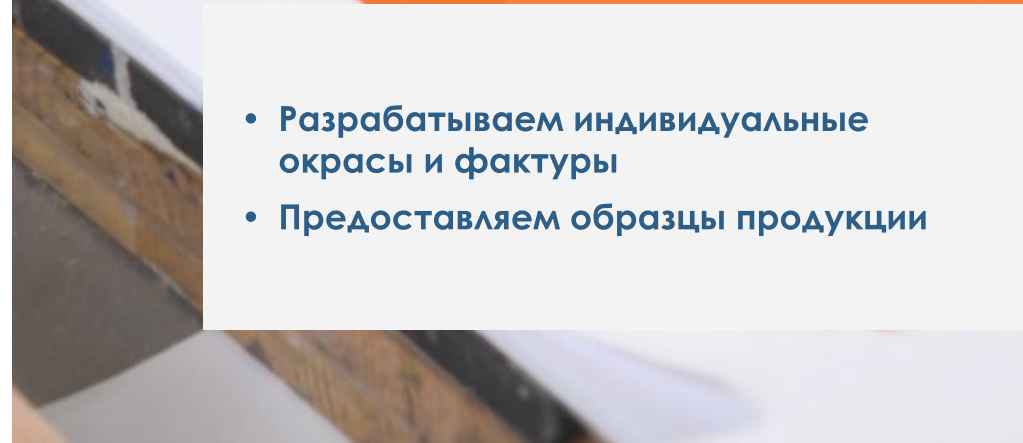 • Разрабатываем индивидуальные
окрасы и фактуры
• Предоставляем образцы продукции